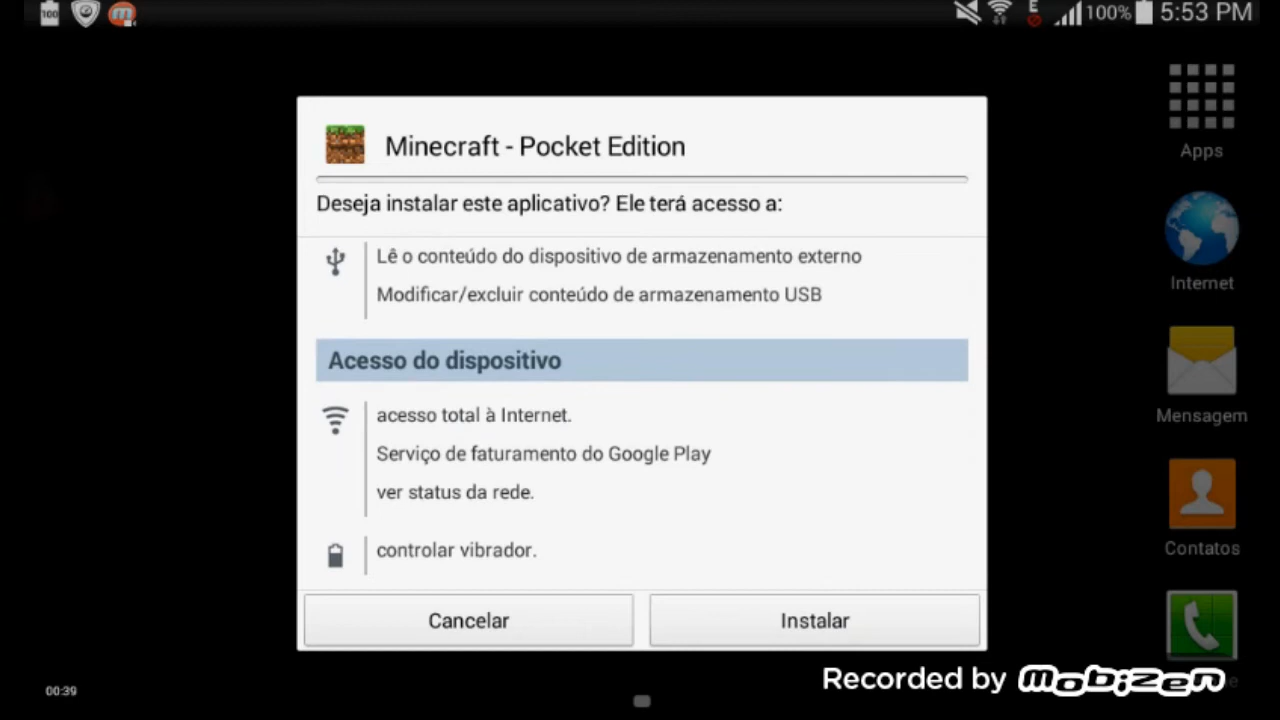 100 100% 5:53 PM
E
Minecraft - Pocket Edition
Deseja instalar este aplicativo? Ele terá acesso a:
Lê o conteúdo do dispositivo de armazenamento externo
Modificar/excluir conteúdo de armazenamento USB
Acesso do dispositivo
acesso total à Internet.
Serviço de faturamento do Google Play
ver status da rede.
controlar vibrador.
Cancelar
Instalar
Apps
Internet
Mensagem
Contatos
00:39
Recorded by mobizen